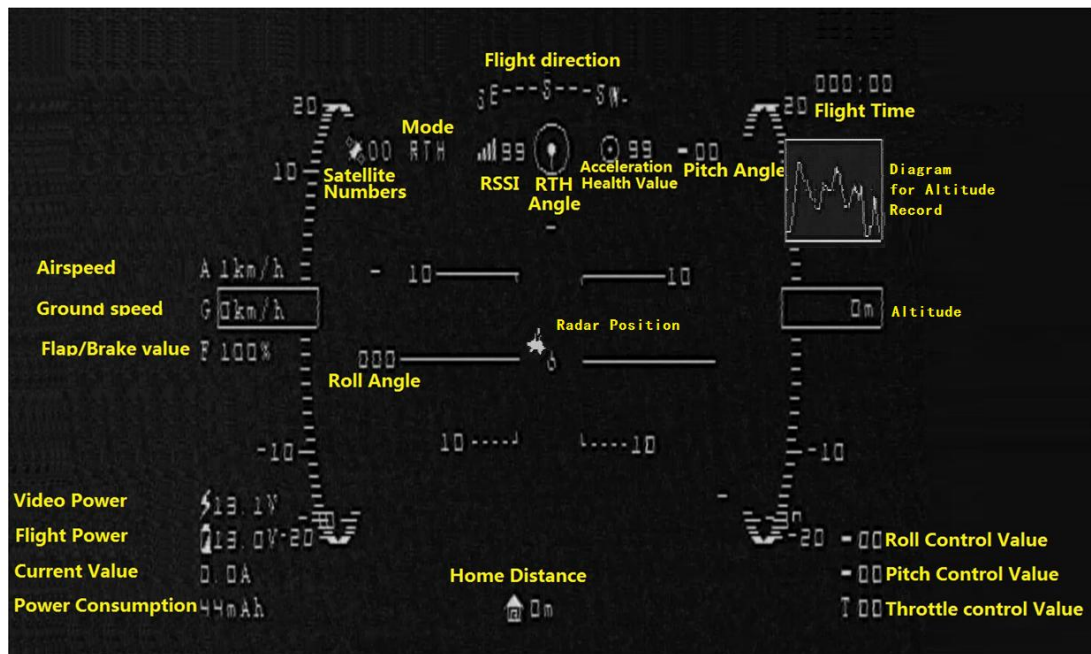 Flight direction
SE---S---SW-
000:00
Flight Time
20
20
Mode
00 RTH 99 99 -00
Satellite Numbers
RSSI
RTH Angle
Acceleration Health Value
Pitch Angle
10
Diagram
for Altitude
Record
Airspeed A 1km/h
- 10 10
Ground speed G 0km/h
0m Altitude
Radar Position
Flap/Brake value F 100%
000
Roll Angle
-10 10-----
-----10 -10
Video Power 13.1V
Flight Power 13.0V
-20
-20
-00 Roll Control Value
Current Value 0.0A
Home Distance
-00 Pitch Control Value
Power Consumption 44mAh
0m
T 00 Throttle control Value